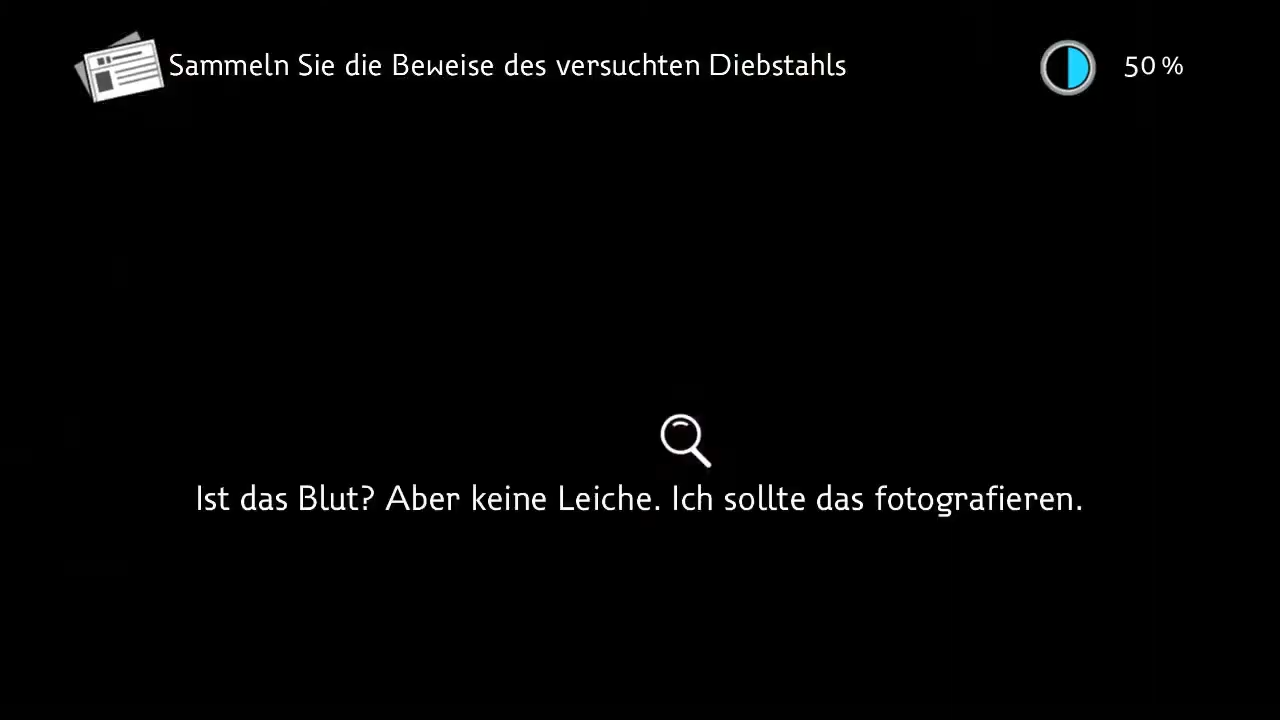 Sammeln Sie die Beweise des versuchten Diebstahls
50 %
Ist das Blut? Aber keine Leiche. Ich sollte das fotografieren.